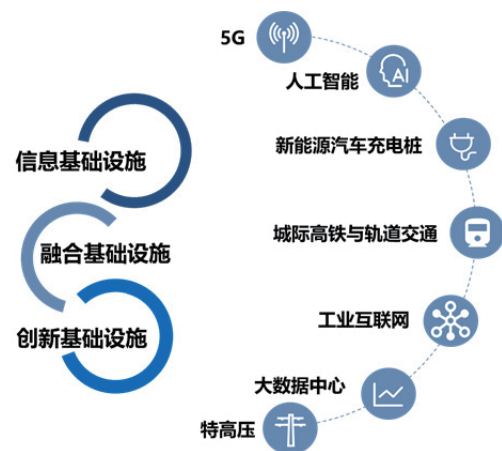 信息基础设施
融合基础设施
创新基础设施
5G
人工智能
AI
新能源汽车充电桩
城际高铁与轨道交通
工业互联网
大数据中心
特高压